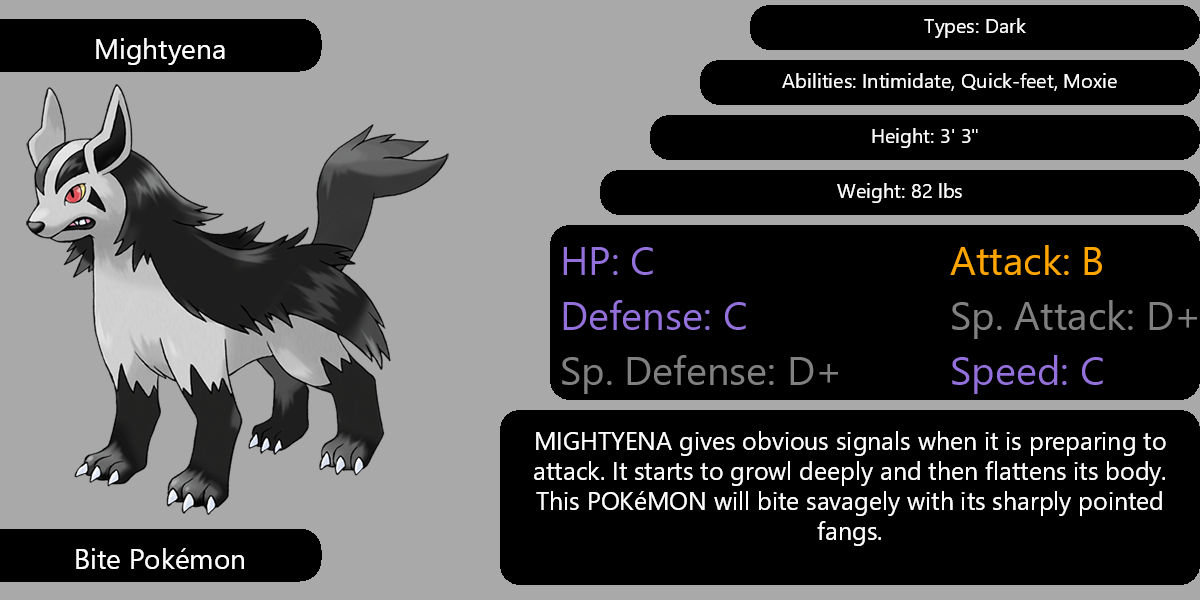 Mightyena
Types: Dark
Abilities: Intimidate, Quick-feet, Moxie
Height: 3' 3"
Weight: 82 lbs
HP: C
Attack: B
Defense: C
Sp. Attack: D+
Sp. Defense: D+
Speed: C
MIGHTYENA gives obvious signals when it is preparing to
attack. It starts to growl deeply and then flattens its body.
This POKéMON will bite savagely with its sharply pointed
fangs.
Bite Pokémon